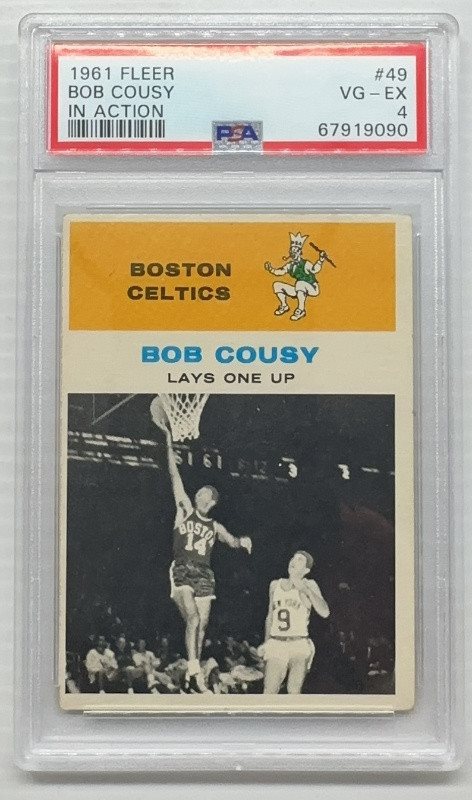 1961 FLEER
BOB COUSY
IN ACTION
#49
VG – EX
4
67919090
PSA
BOSTON
CELTICS
BOB COUSY
LAYS ONE UP
BOSTON
14
9